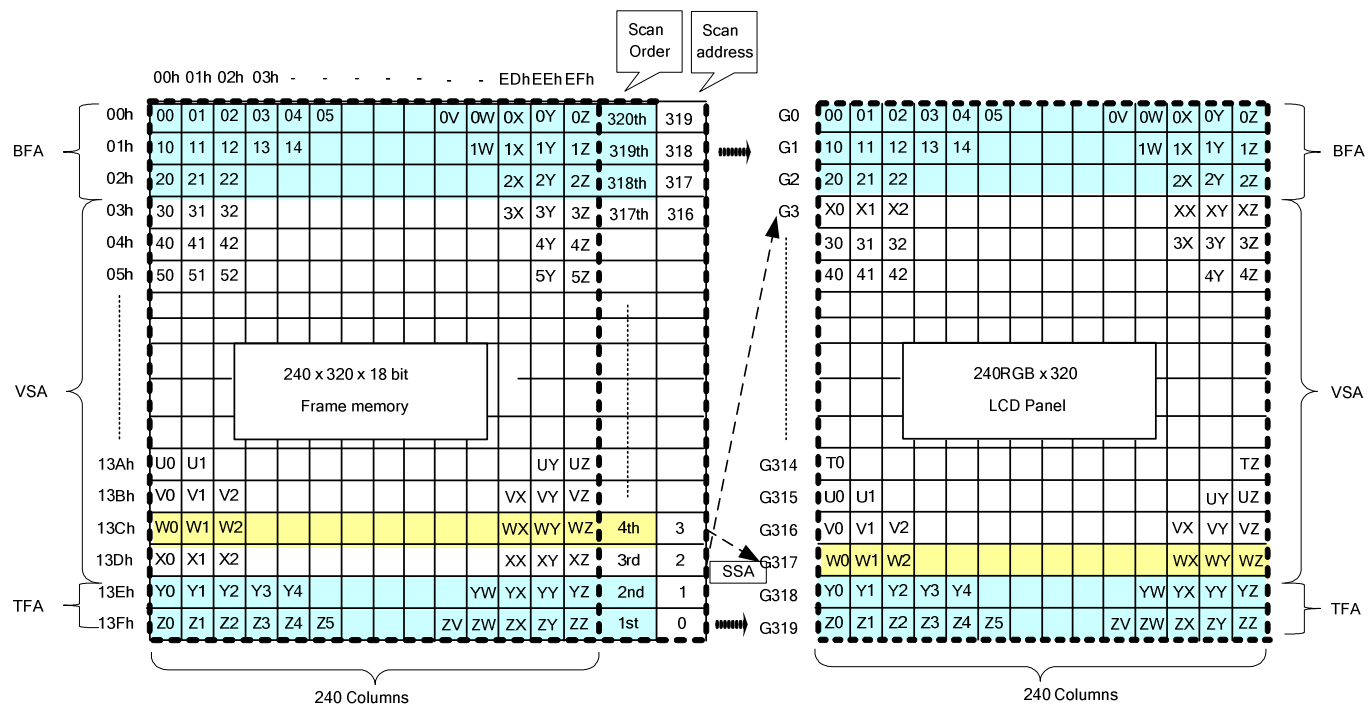 Scan Order
Scan address
00h 01h 02h 03h - - - - - - - EDh EEh EFh
BFA
00h 00 01 02 03 04 05 0V 0W 0X 0Y 0Z 320th 319
01h 10 11 12 13 14 1W 1X 1Y 1Z 319th 318
02h 20 21 22 2X 2Y 2Z 318th 317
VSA
03h 30 31 32 3X 3Y 3Z 317th 316
04h 40 41 42 4Y 4Z
05h 50 51 52 5Y 5Z
240 x 320 x 18 bit
Frame memory
13Ah U0 U1 UY UZ
13Bh V0 V1 V2 VX VY VZ
13Ch W0 W1 W2 WX WY WZ 4th 3
13Dh X0 X1 X2 XX XY XZ 3rd 2
SSA
TFA
13Eh Y0 Y1 Y2 Y3 Y4 YW YX YY YZ 2nd 1
13Fh Z0 Z1 Z2 Z3 Z4 Z5 ZV ZW ZX ZY ZZ 1st 0
240 Columns
G0 00 01 02 03 04 05 0V 0W 0X 0Y 0Z
G1 10 11 12 13 14 1W 1X 1Y 1Z
G2 20 21 22 2X 2Y 2Z
BFA
G3 X0 X1 X2 XX XY XZ
30 31 32 3X 3Y 3Z
40 41 42 4Y 4Z
240RGB x 320
LCD Panel
VSA
G314 T0 TZ
G315 U0 U1 UY UZ
G316 V0 V1 V2 VX VY VZ
G317 W0 W1 W2 WX WY WZ
G318 Y0 Y1 Y2 Y3 Y4 YW YX YY YZ
G319 Z0 Z1 Z2 Z3 Z4 Z5 ZV ZW ZX ZY ZZ
TFA
240 Columns